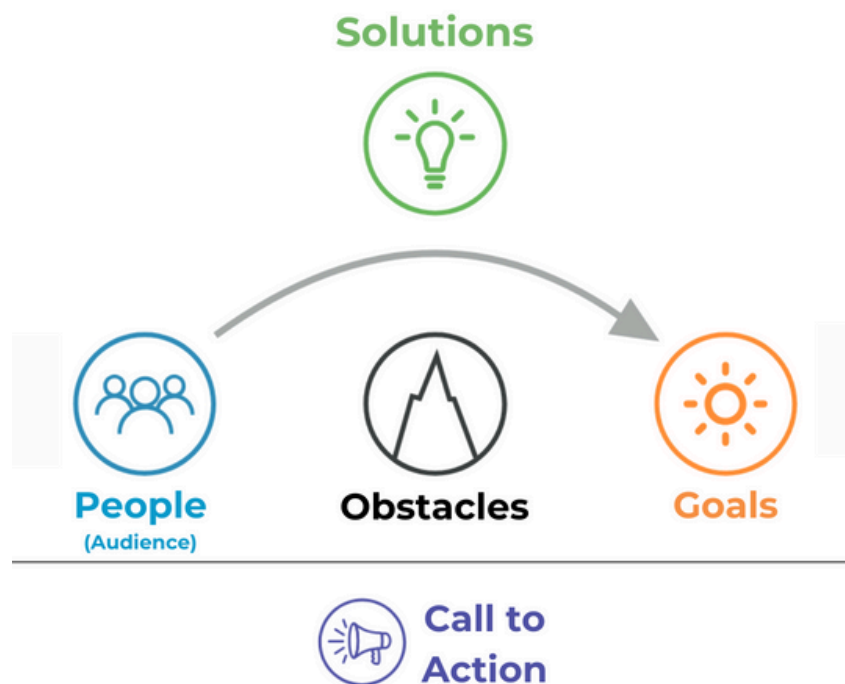 Solutions
People
(Audience)
Obstacles
Goals
Call to
Action